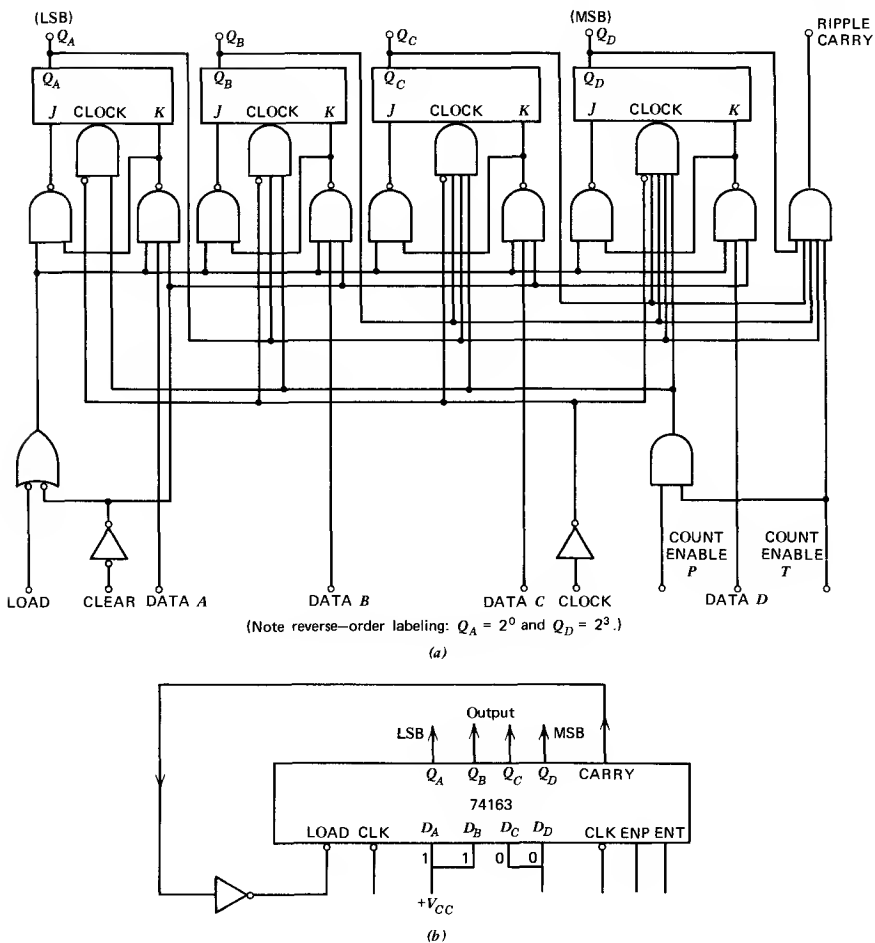 (LSB)
Q_A
Q_B
Q_C
(MSB)
Q_D
RIPPLE
CARRY
Q_A
J CLOCK K
Q_B
J CLOCK K
Q_C
J CLOCK K
Q_D
J CLOCK K
COUNT
ENABLE
P
COUNT
ENABLE
T
LOAD CLEAR DATA A DATA B DATA C CLOCK DATA D
(Note reverse—order labeling: Q_A = 2^0 and Q_D = 2^3.)
(a)
Output
LSB MSB
Q_A Q_B Q_C Q_D CARRY
74163
LOAD CLK D_A D_B D_C D_D CLK ENP ENT
1 1 0 0
+V_CC
(b)